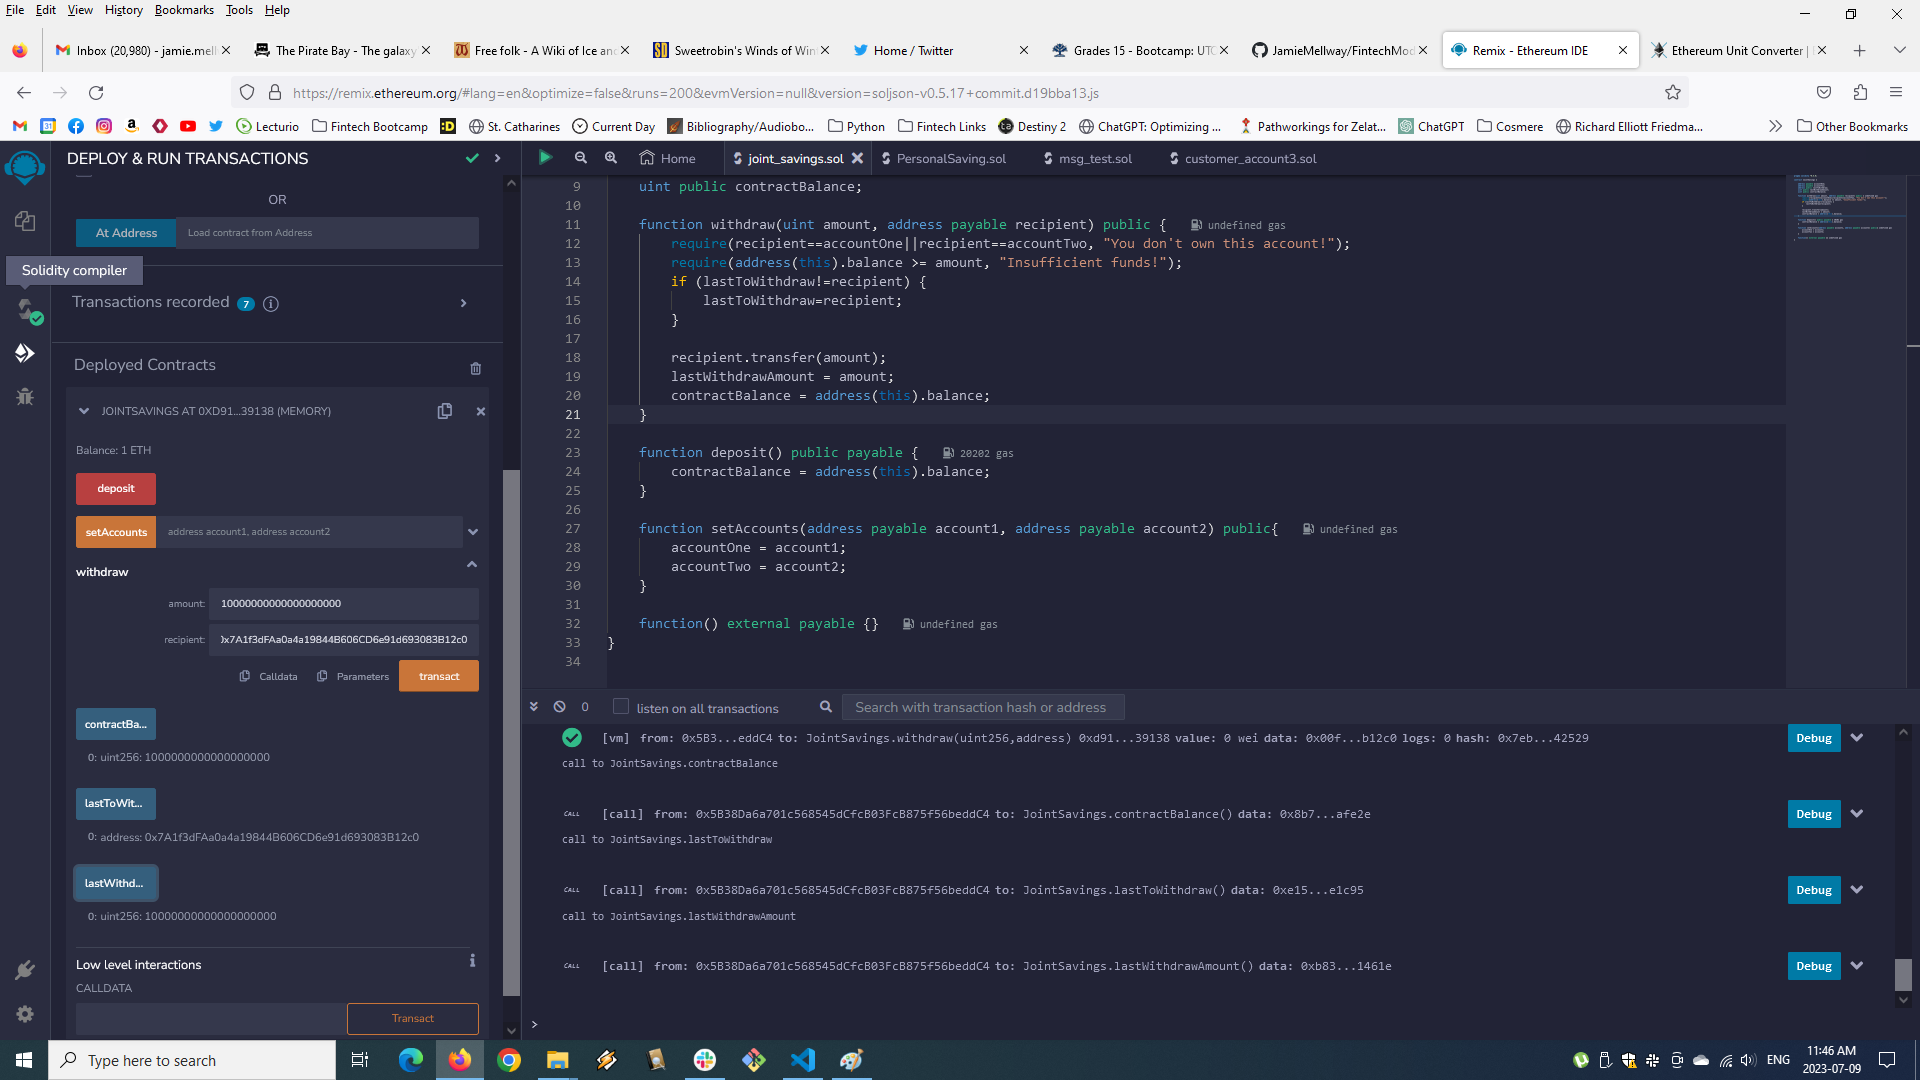 File Edit View History Bookmarks Tools Help
Inbox (20,980) - jamie.mell
The Pirate Bay - The galaxy
Free folk - A Wiki of Ice and
Sweetrobin's Winds of Win
Home / Twitter
Grades 15 - Bootcamp: UTO
JamieMellway/FintechMod
Remix - Ethereum IDE
Ethereum Unit Converter |
https://remix.ethereum.org/#lang=en&optimize=false&runs=200&evmVersion=null&version=soljson-v0.5.17+commit.d19bba13.js
Lecturio Fintech Bootcamp St. Catharines Current Day Bibliography/Audiobo... Python Fintech Links Destiny 2 ChatGPT: Optimizing ... Pathworkings for Zelat... ChatGPT Cosmere Richard Elliott Friedma... Other Bookmarks
DEPLOY & RUN TRANSACTIONS
OR
At Address Load contract from Address
Solidity compiler
Transactions recorded 7
Deployed Contracts
JOINTSAVINGS AT 0XD91...39138 (MEMORY)
Balance: 1 ETH
deposit
setAccounts address account1, address account2
withdraw
amount: 10000000000000000000
recipient: 0x7A1f3dFAa0a4a19844B606CD6e91d693083B12c0
Calldata Parameters transact
contractBa...
0: uint256: 1000000000000000000
lastToWit...
0: address: 0x7A1f3dFAa0a4a19844B606CD6e91d693083B12c0
lastWithd...
0: uint256: 10000000000000000000
Low level interactions
CALLDATA
Transact
Home joint_savings.sol PersonalSaving.sol msg_test.sol customer_account3.sol
9 uint public contractBalance;
10
11 function withdraw(uint amount, address payable recipient) public { undefined gas
12 require(recipient==accountOne||recipient==accountTwo, "You don't own this account!");
13 require(address(this).balance >= amount, "Insufficient funds!");
14 if (lastToWithdraw!=recipient) {
15 lastToWithdraw=recipient;
16 }
17
18 recipient.transfer(amount);
19 lastWithdrawAmount = amount;
20 contractBalance = address(this).balance;
21 }
22
23 function deposit() public payable { 20202 gas
24 contractBalance = address(this).balance;
25 }
26
27 function setAccounts(address payable account1, address payable account2) public{ undefined gas
28 accountOne = account1;
29 accountTwo = account2;
30 }
31
32 function() external payable {} undefined gas
33 }
34
0 listen on all transactions Search with transaction hash or address
[vm] from: 0x5B3...eddC4 to: JointSavings.withdraw(uint256,address) 0xd91...39138 value: 0 wei data: 0x00f...b12c0 logs: 0 hash: 0x7eb...42529 Debug
call to JointSavings.contractBalance
CALL [call] from: 0x5B38Da6a701c568545dCfcB03FcB875f56beddC4 to: JointSavings.contractBalance() data: 0x8b7...afe2e Debug
call to JointSavings.lastToWithdraw
CALL [call] from: 0x5B38Da6a701c568545dCfcB03FcB875f56beddC4 to: JointSavings.lastToWithdraw() data: 0xe15...e1c95 Debug
call to JointSavings.lastWithdrawAmount
CALL [call] from: 0x5B38Da6a701c568545dCfcB03FcB875f56beddC4 to: JointSavings.lastWithdrawAmount() data: 0xb83...1461e Debug
>
Type here to search
ENG
11:46 AM
2023-07-09